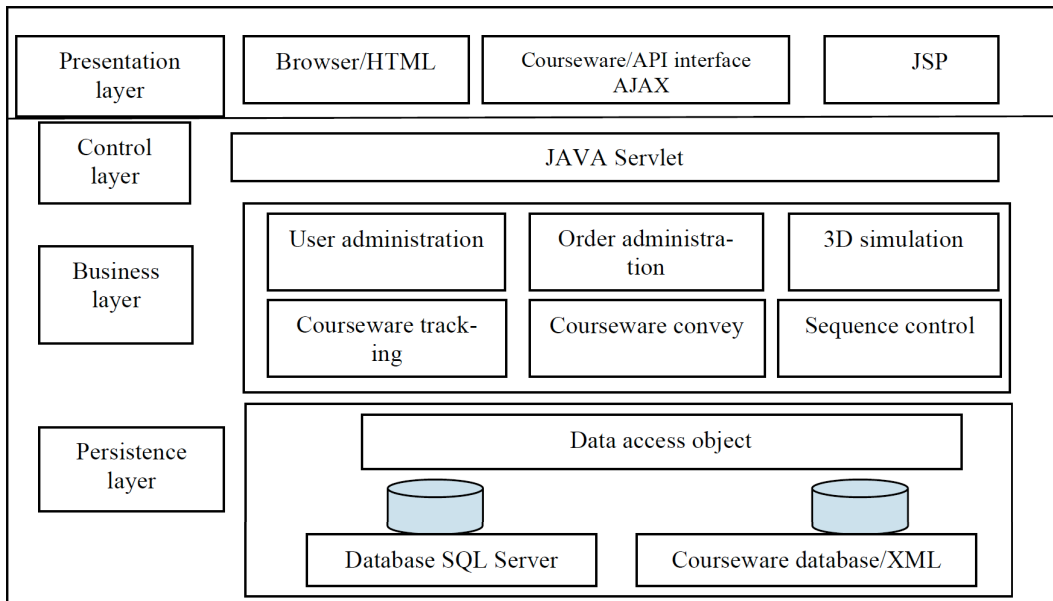 Presentation
layer
Browser/HTML
Courseware/API interface
AJAX
JSP
Control
layer
JAVA Servlet
Business
layer
User administration
Order administra-
tion
3D simulation
Courseware track-
ing
Courseware convey
Sequence control
Persistence
layer
Data access object
Database SQL Server
Courseware database/XML